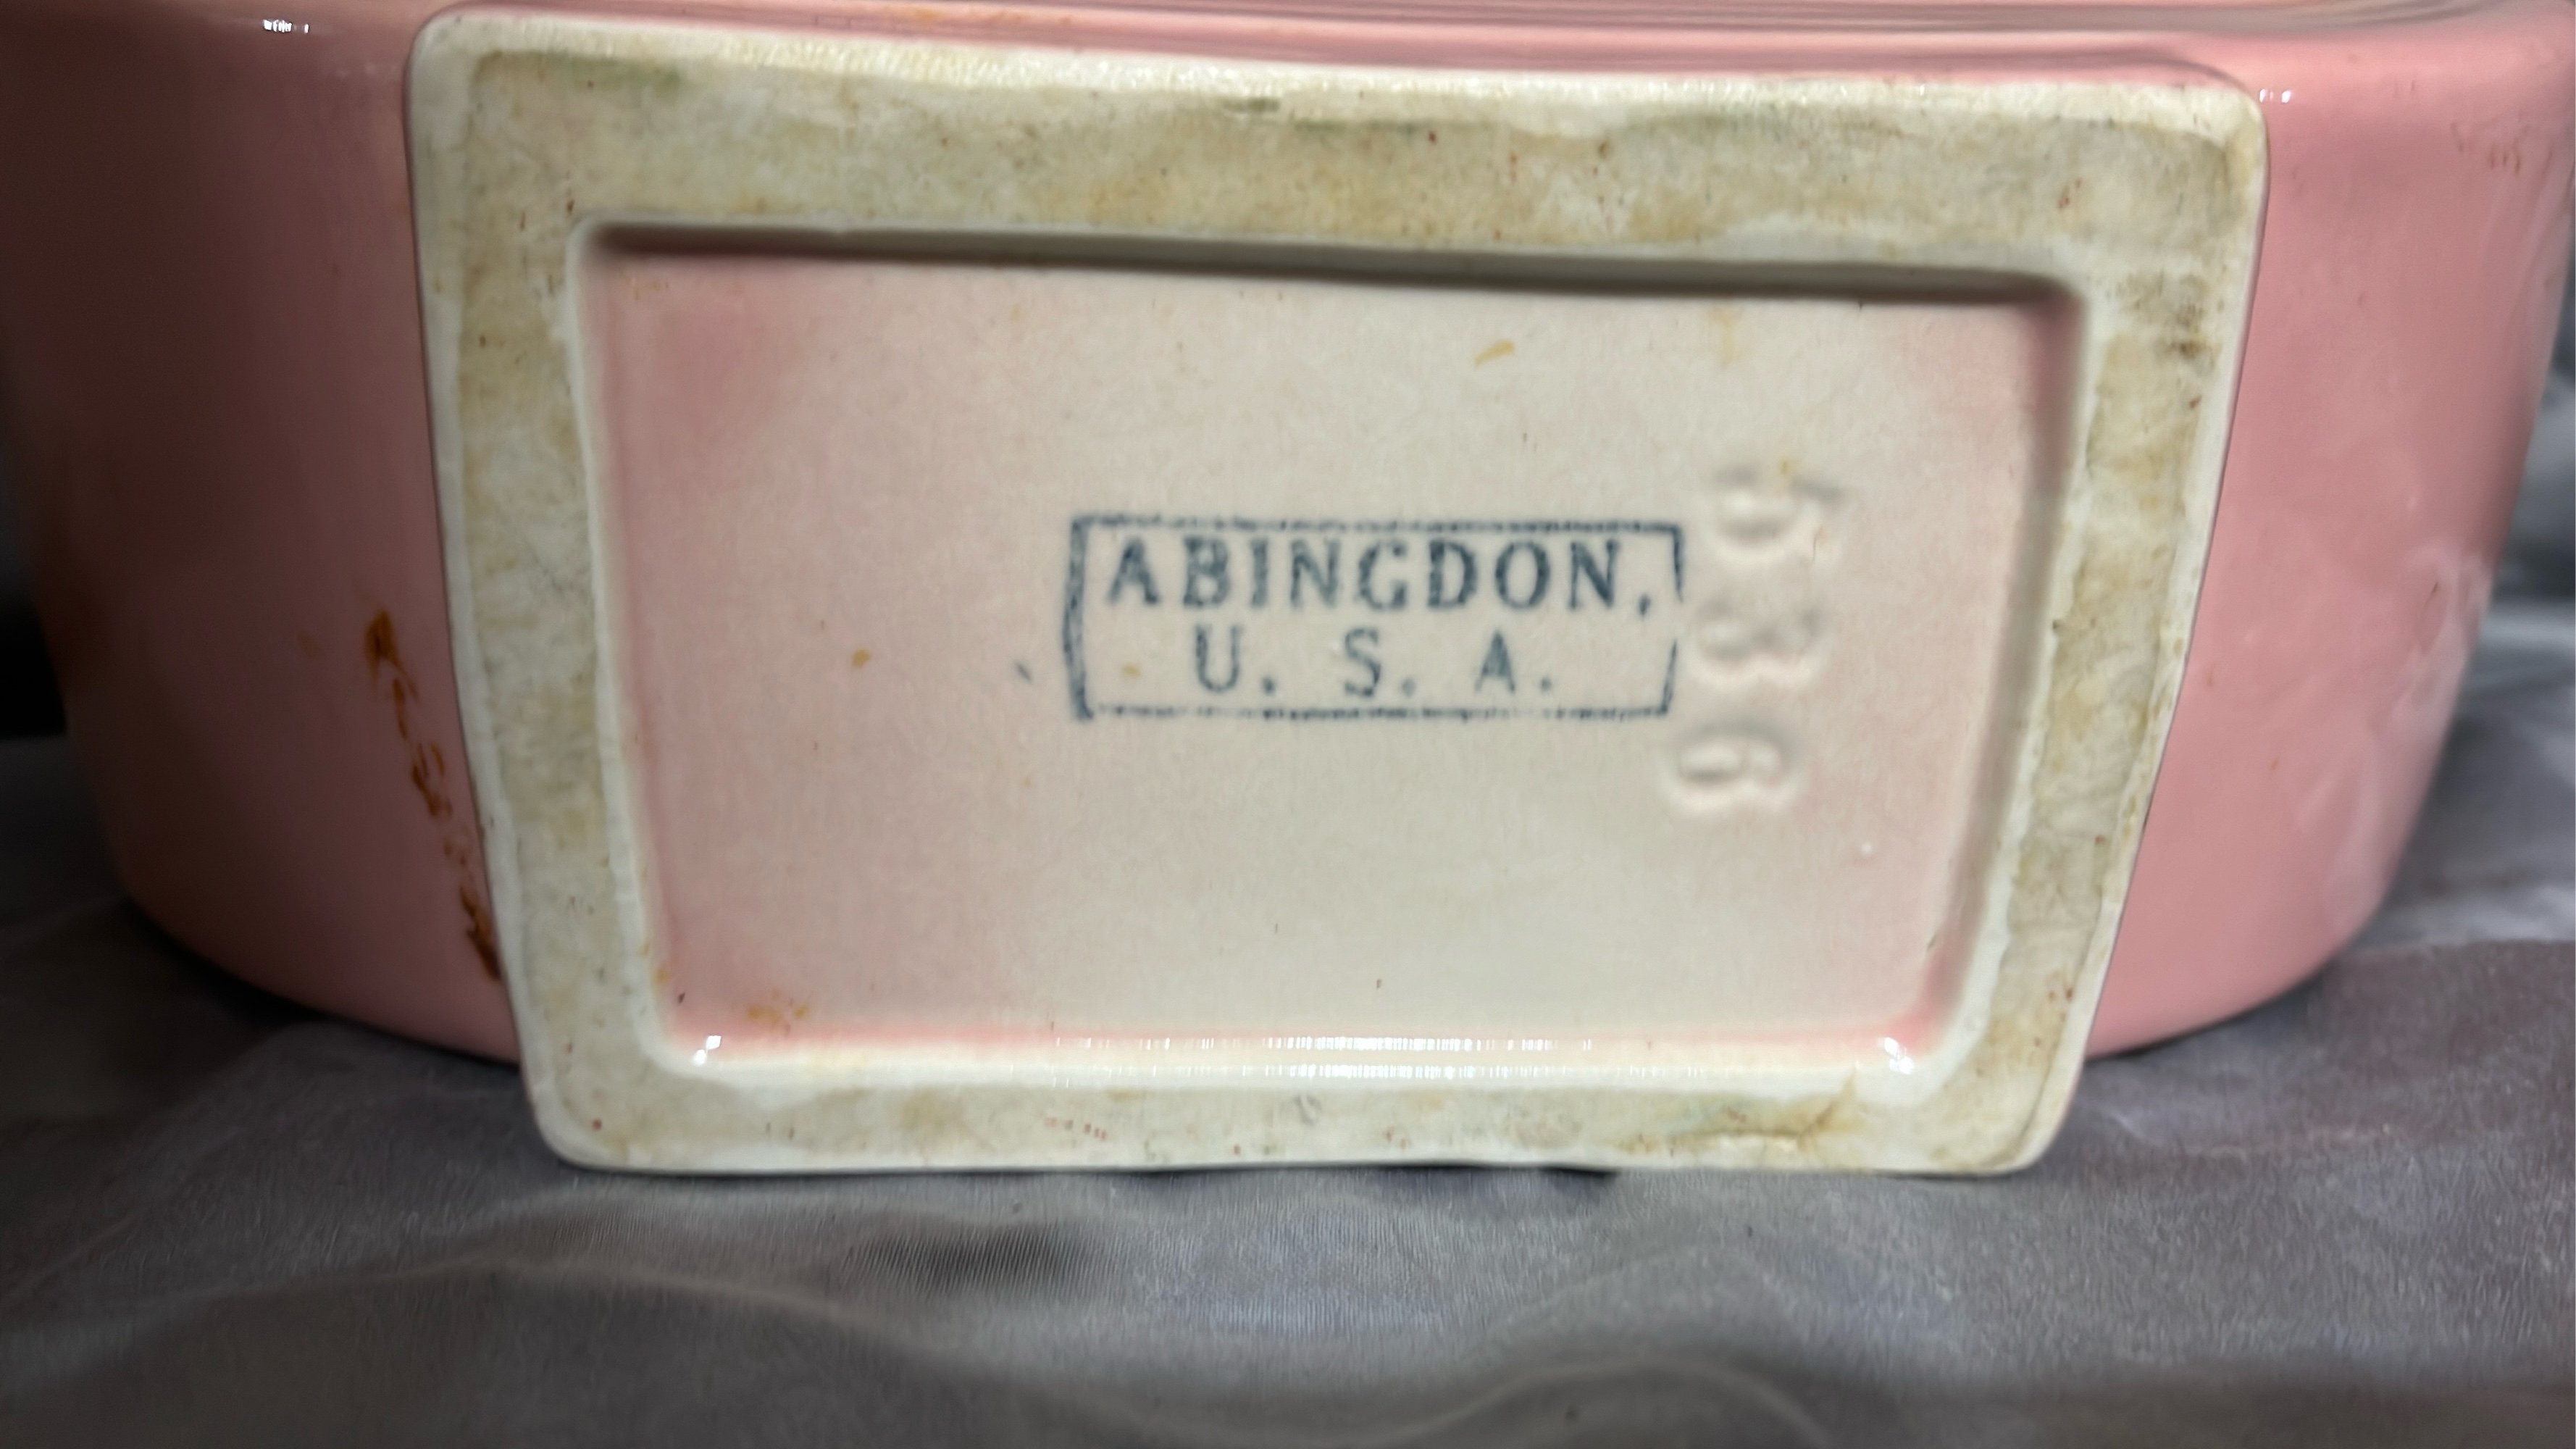 ABINGDON,
U. S. A.